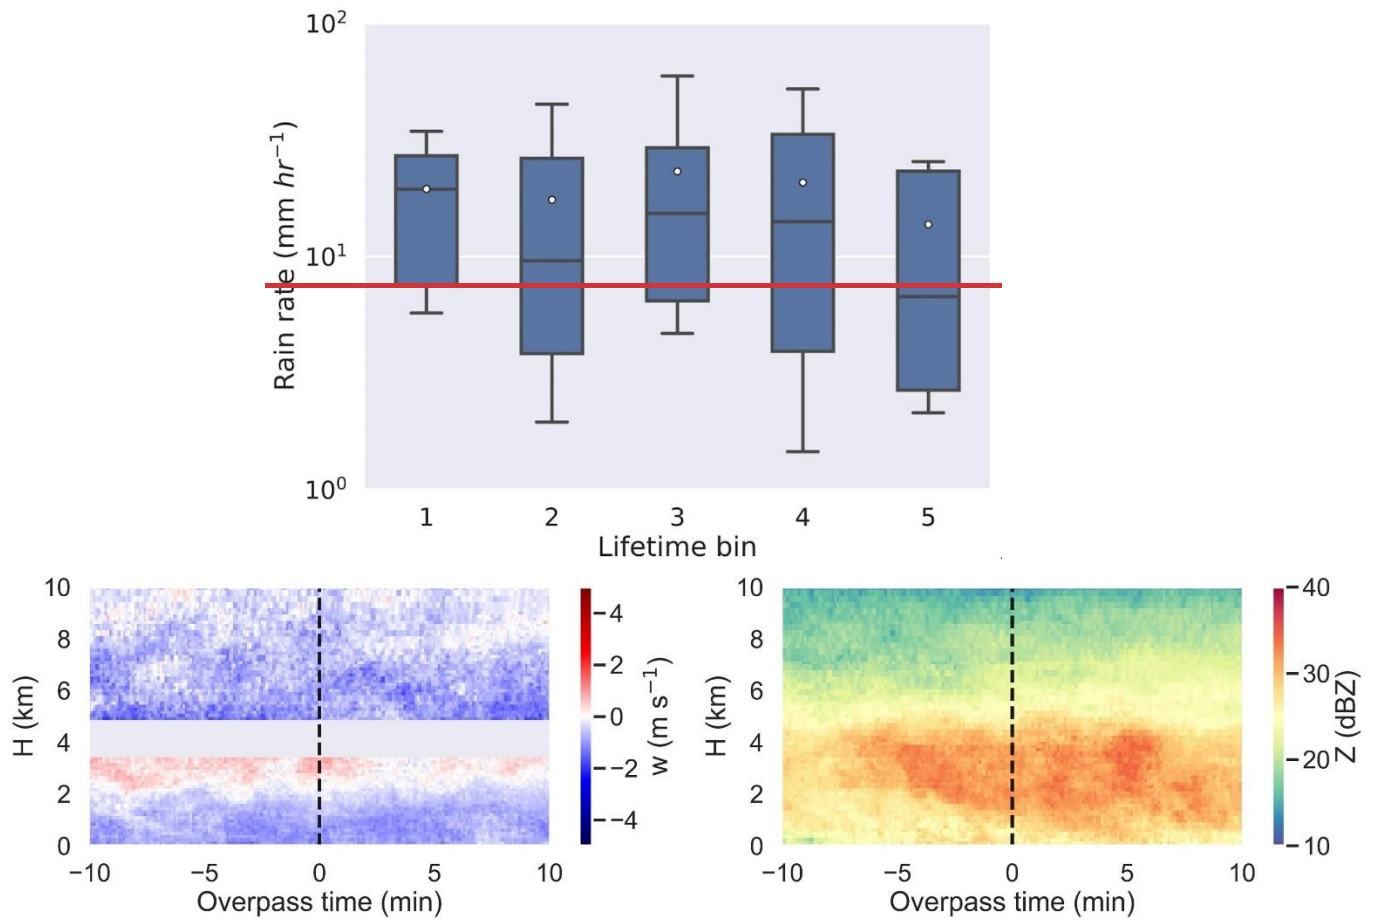 10²
10¹
10⁰
Rain rate (mm hr⁻¹)
1 2 3 4 5
Lifetime bin
10
8
6
4
2
0
H (km)
−10 −5 0 5 10
Overpass time (min)
4
2
0
−2
−4
w (m s⁻¹)
10
8
6
4
2
0
H (km)
−10 −5 0 5 10
Overpass time (min)
40
30
20
10
Z (dBZ)